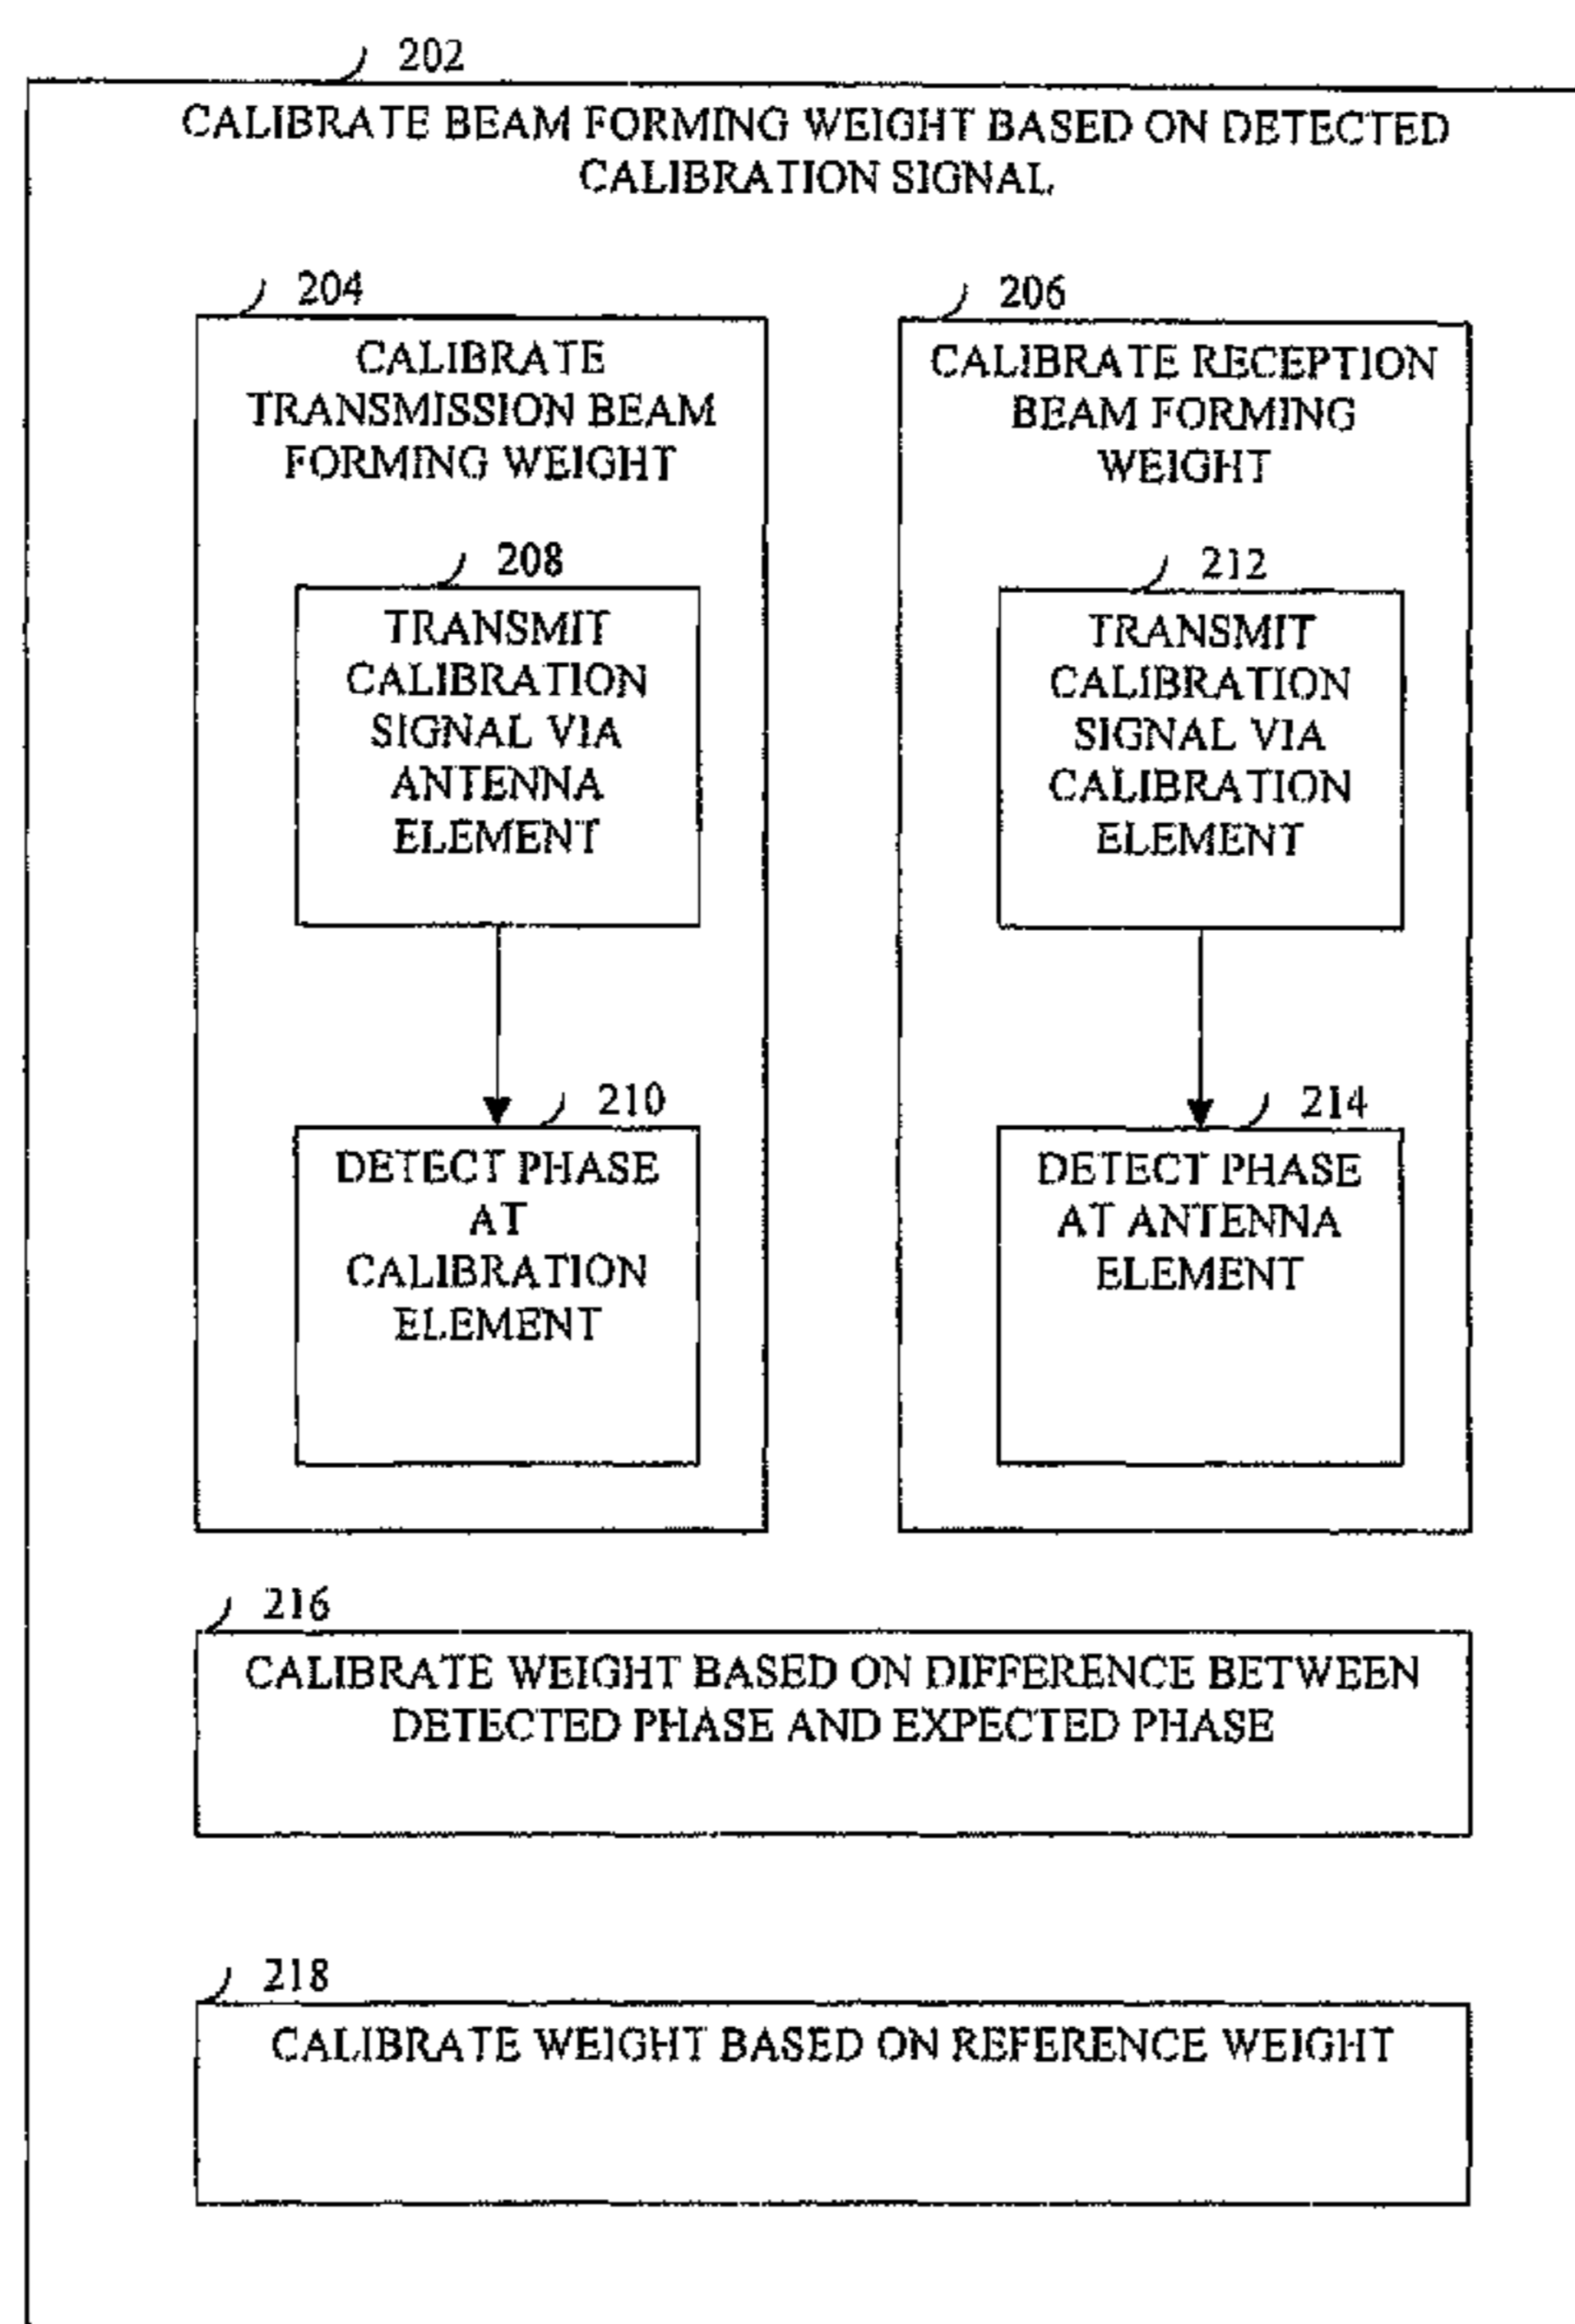 202
CALIBRATE BEAM FORMING WEIGHT BASED ON DETECTED
CALIBRATION SIGNAL
204
CALIBRATE
TRANSMISSION BEAM
FORMING WEIGHT
208
TRANSMIT
CALIBRATION
SIGNAL VIA
ANTENNA
ELEMENT
210
DETECT PHASE
AT
CALIBRATION
ELEMENT
206
CALIBRATE RECEPTION
BEAM FORMING
WEIGHT
212
TRANSMIT
CALIBRATION
SIGNAL VIA
CALIBRATION
ELEMENT
214
DETECT PHASE
AT ANTENNA
ELEMENT
216
CALIBRATE WEIGHT BASED ON DIFFERENCE BETWEEN
DETECTED PHASE AND EXPECTED PHASE
218
CALIBRATE WEIGHT BASED ON REFERENCE WEIGHT